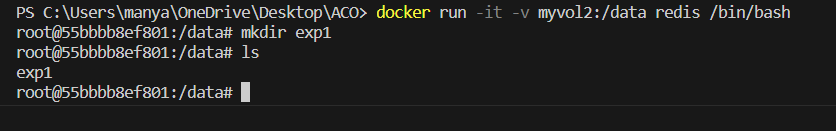 PS C:\Users\manya\OneDrive\Desktop\ACO> docker run -it -v myvol2:/data redis /bin/bash
root@55bbbb8ef801:/data# mkdir exp1
root@55bbbb8ef801:/data# ls
exp1
root@55bbbb8ef801:/data#